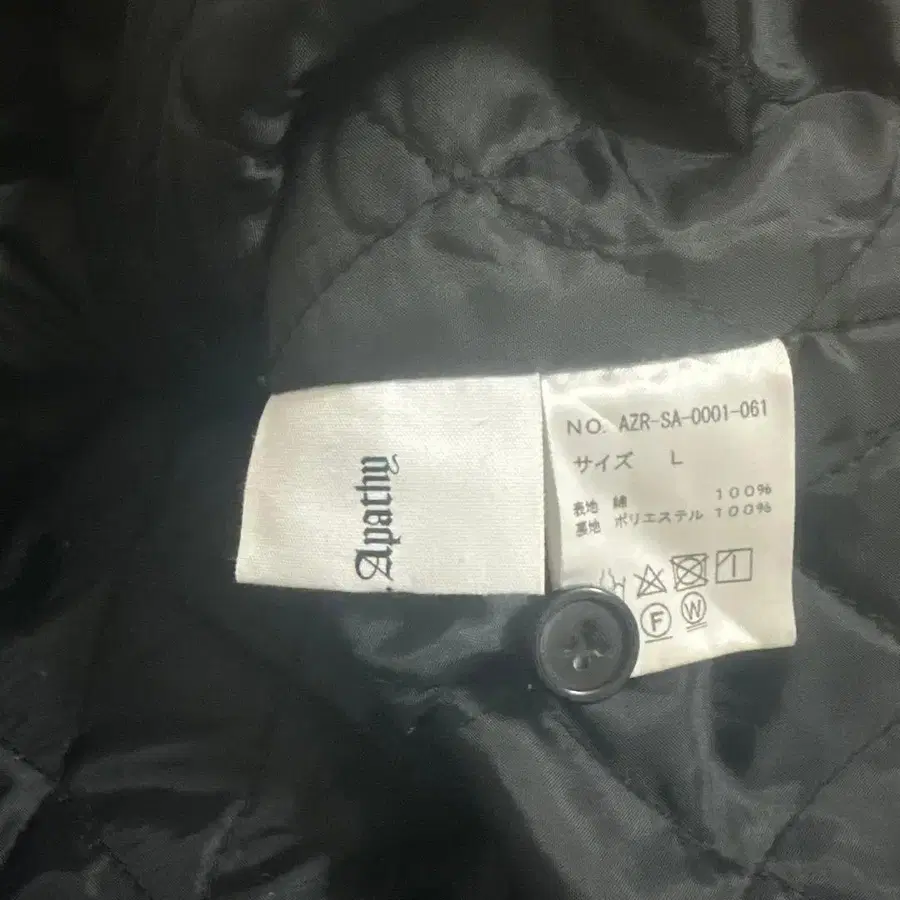 Apathy
NO. AZR-SA-0001-061
サイズ L
表地 綿 100%
裏地 ポリエステル 100%
F W